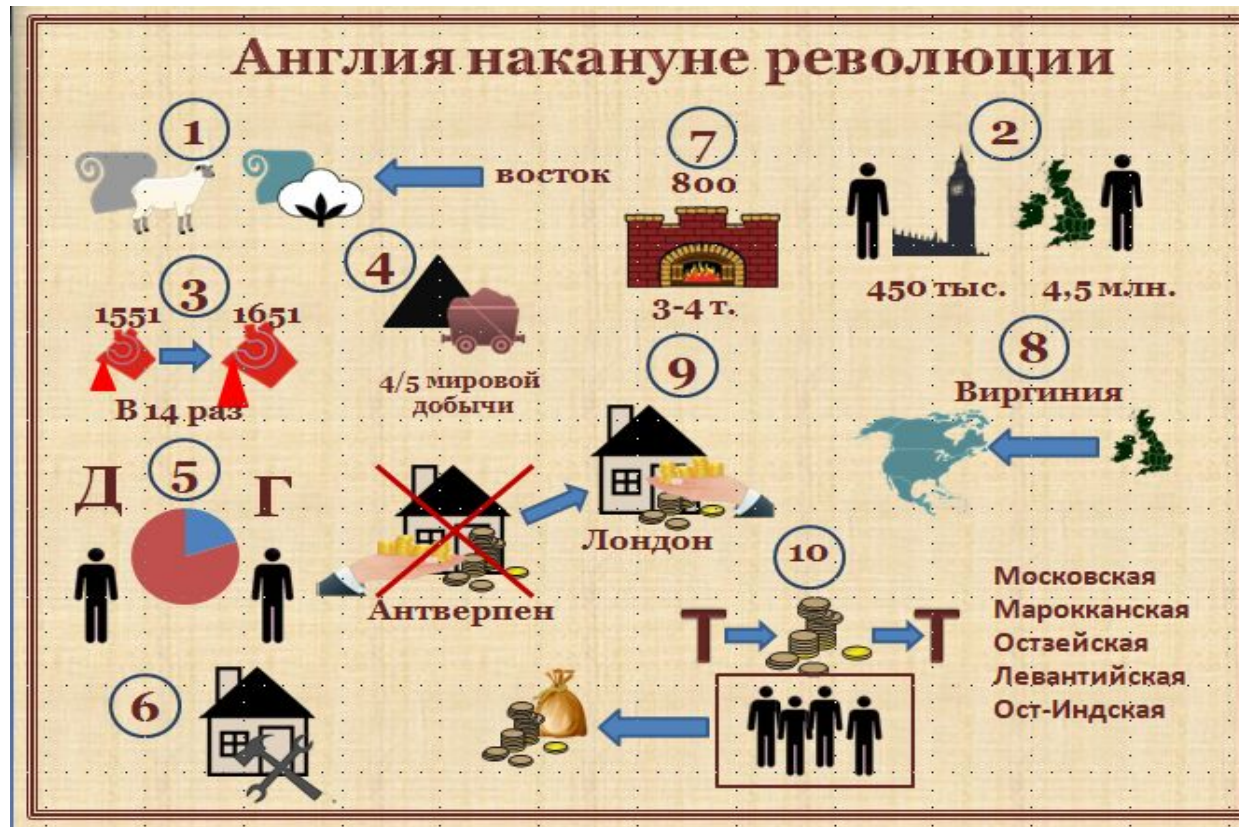 Англия накануне революции
1
восток
7
800
3-4 т.
2
450 тыс.
4,5 млн.
3
1551
1651
В 14 раз
4
4/5 мировой
добычи
9
Лондон
Антверпен
8
Виргиния
5
Д
Г
6
10
Т
Т
Московская
Марокканская
Остзейская
Левантийская
Ост-Индская